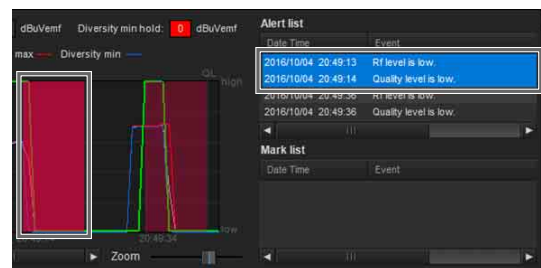 dBuVemf Diversity min hold: 0 dBuVemf
max Diversity min
QL
high
low
20:49:34
Zoom
Alert list
Date Time Event
2016/10/04 20:49:13 Rf level is low.
2016/10/04 20:49:14 Quality level is low.
2016/10/04 20:49:36 Rf level is low.
2016/10/04 20:49:36 Quality level is low.
Mark list
Date Time Event